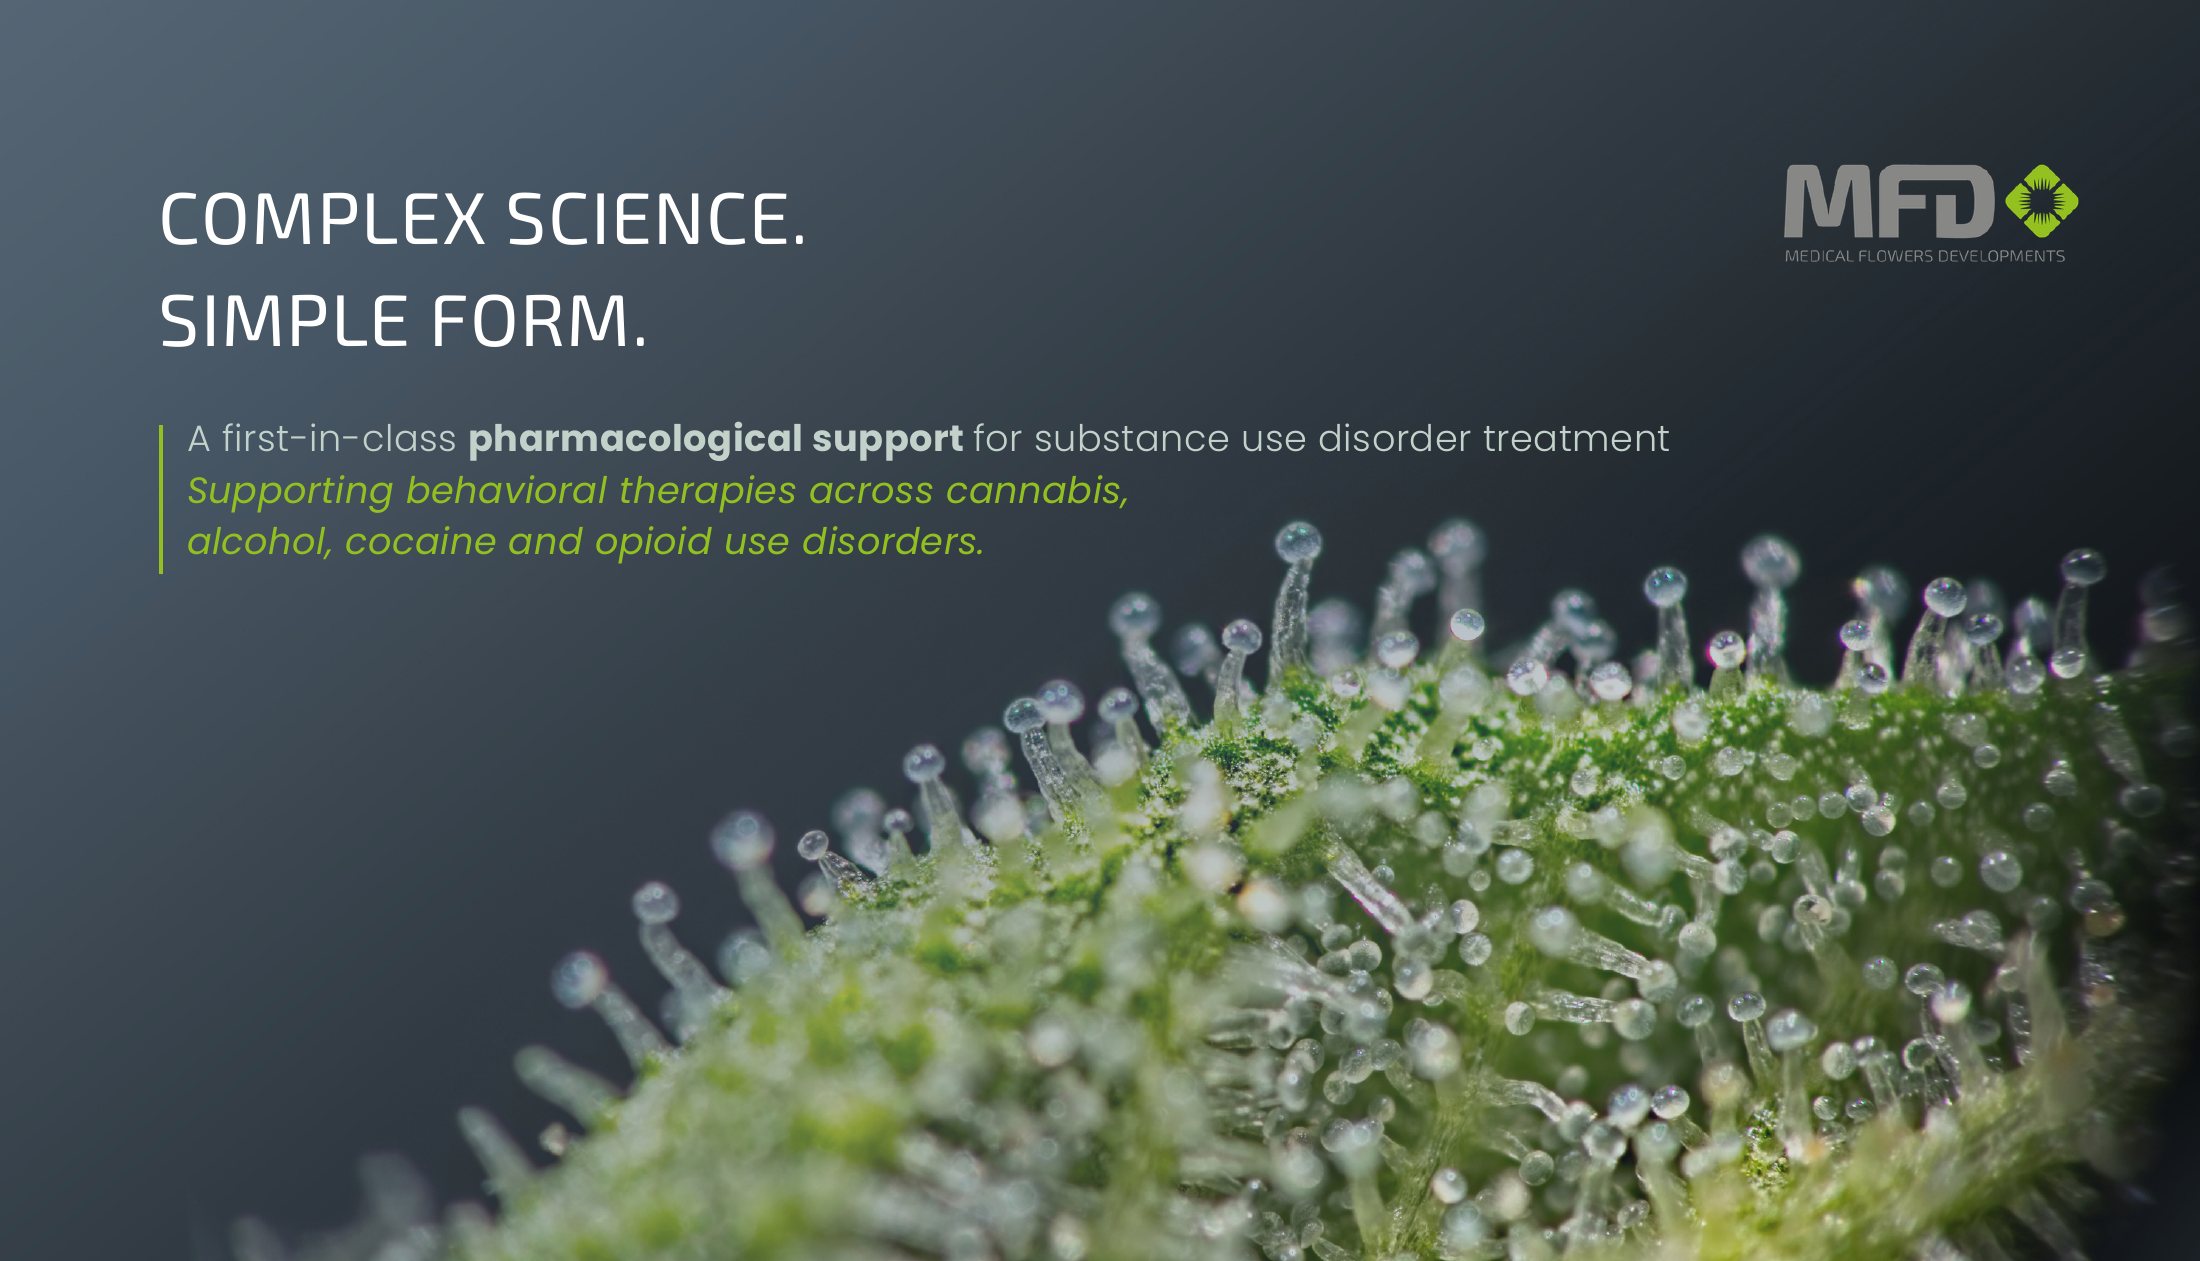 COMPLEX SCIENCE.
SIMPLE FORM.
MFD
MEDICAL FLOWERS DEVELOPMENTS
A first-in-class pharmacological support for substance use disorder treatment
Supporting behavioral therapies across cannabis,
alcohol, cocaine and opioid use disorders.